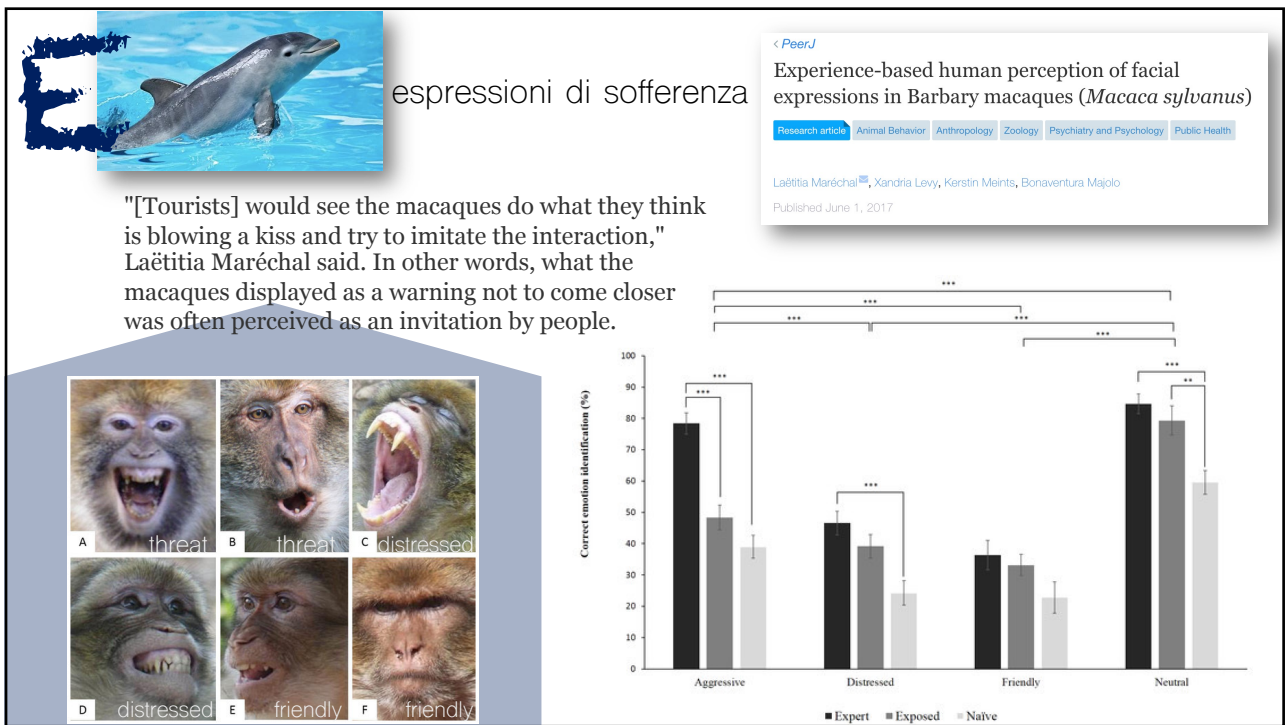 E
espressioni di sofferenza
< PeerJ
Experience-based human perception of facial
expressions in Barbary macaques (Macaca sylvanus)
Research article Animal Behavior Anthropology Zoology Psychiatry and Psychology Public Health
Laëtitia Maréchal, Xandria Levy, Kerstin Meints, Bonaventura Majolo
Published June 1, 2017
"[Tourists] would see the macaques do what they think
is blowing a kiss and try to imitate the interaction,"
Laëtitia Maréchal said. In other words, what the
macaques displayed as a warning not to come closer
was often perceived as an invitation by people.
A threat B threat C distressed
D distressed E friendly F friendly
***
***
*** ***
***
Correct emotion identification (%)
100
90
80
70
60
50
40
30
20
10
0
***
***
***
***
**
Aggressive Distressed Friendly Neutral
Expert Exposed Naïve